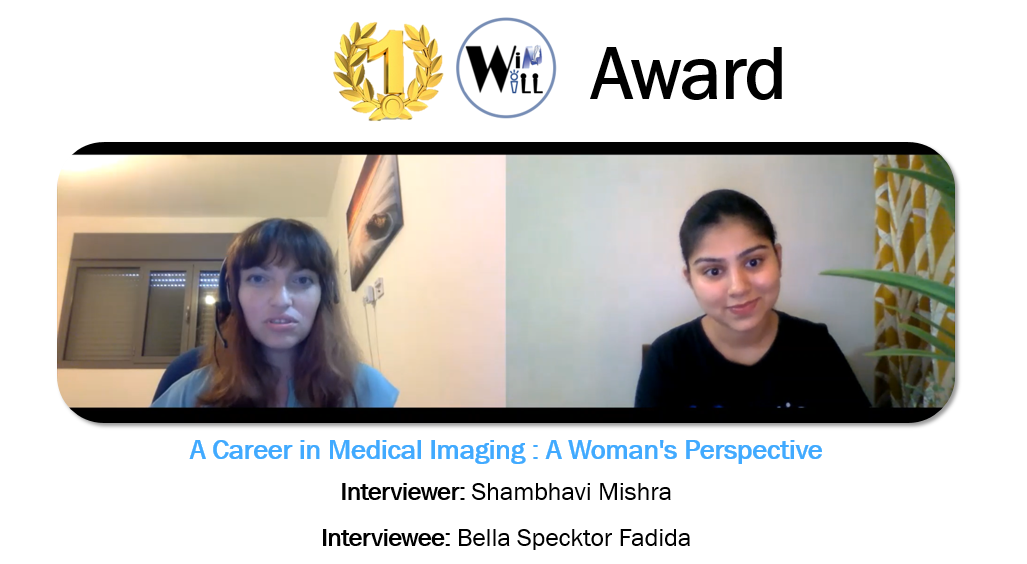 1 WiM WiLL Award
A Career in Medical Imaging : A Woman's Perspective
Interviewer: Shambhavi Mishra
Interviewee: Bella Specktor Fadida